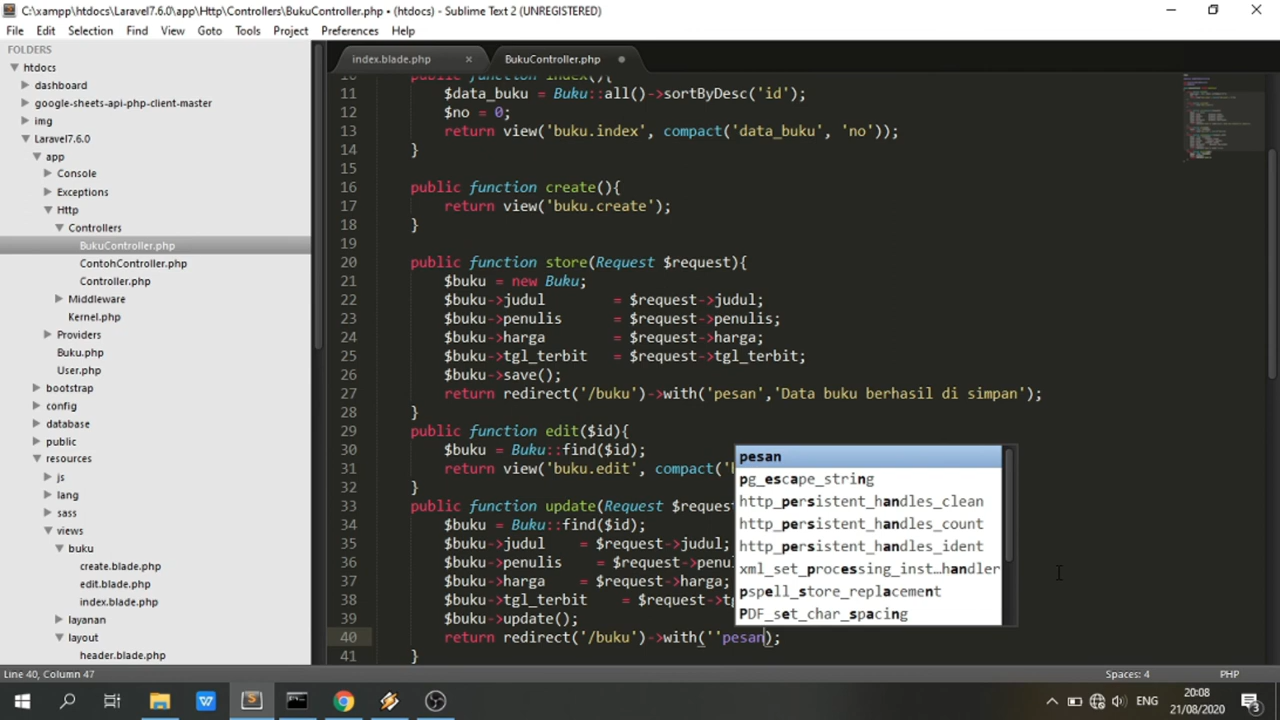 C:\xampp\htdocs\Laravel7.6.0\app\Http\Controllers\BukuController.php • (htdocs) - Sublime Text 2 (UNREGISTERED)
File Edit Selection Find View Goto Tools Project Preferences Help
FOLDERS
htdocs
dashboard
google-sheets-api-php-client-master
img
Laravel7.6.0
app
Console
Exceptions
Http
Controllers
BukuController.php
ContohController.php
Controller.php
Middleware
Kernel.php
Providers
Buku.php
User.php
bootstrap
config
database
public
resources
js
lang
sass
views
buku
create.blade.php
edit.blade.php
index.blade.php
layanan
layout
header.blade.php
index.blade.php × BukuController.php
10 public function index(){
11 $data_buku = Buku::all()->sortByDesc('id');
12 $no = 0;
13 return view('buku.index', compact('data_buku', 'no'));
14 }
15
16 public function create(){
17 return view('buku.create');
18 }
19
20 public function store(Request $request){
21 $buku = new Buku;
22 $buku->judul = $request->judul;
23 $buku->penulis = $request->penulis;
24 $buku->harga = $request->harga;
25 $buku->tgl_terbit = $request->tgl_terbit;
26 $buku->save();
27 return redirect('/buku')->with('pesan','Data buku berhasil di simpan');
28 }
29 public function edit($id){
30 $buku = Buku::find($id);
31 return view('buku.edit', compact('
32 }
33 public function update(Request $reque
34 $buku = Buku::find($id);
35 $buku->judul = $request->judul;
36 $buku->penulis = $request->penu
37 $buku->harga = $request->harga;
38 $buku->tgl_terbit = $request->tg
39 $buku->update();
40 return redirect('/buku')->with(''pesan);
41 }
pesan
pg_escape_string
http_persistent_handles_clean
http_persistent_handles_count
http_persistent_handles_ident
xml_set_processing_inst…handler
pspell_store_replacement
PDF_set_char_spacing
Line 40, Column 47 Spaces: 4 PHP
ENG 20:08
21/08/2020 3